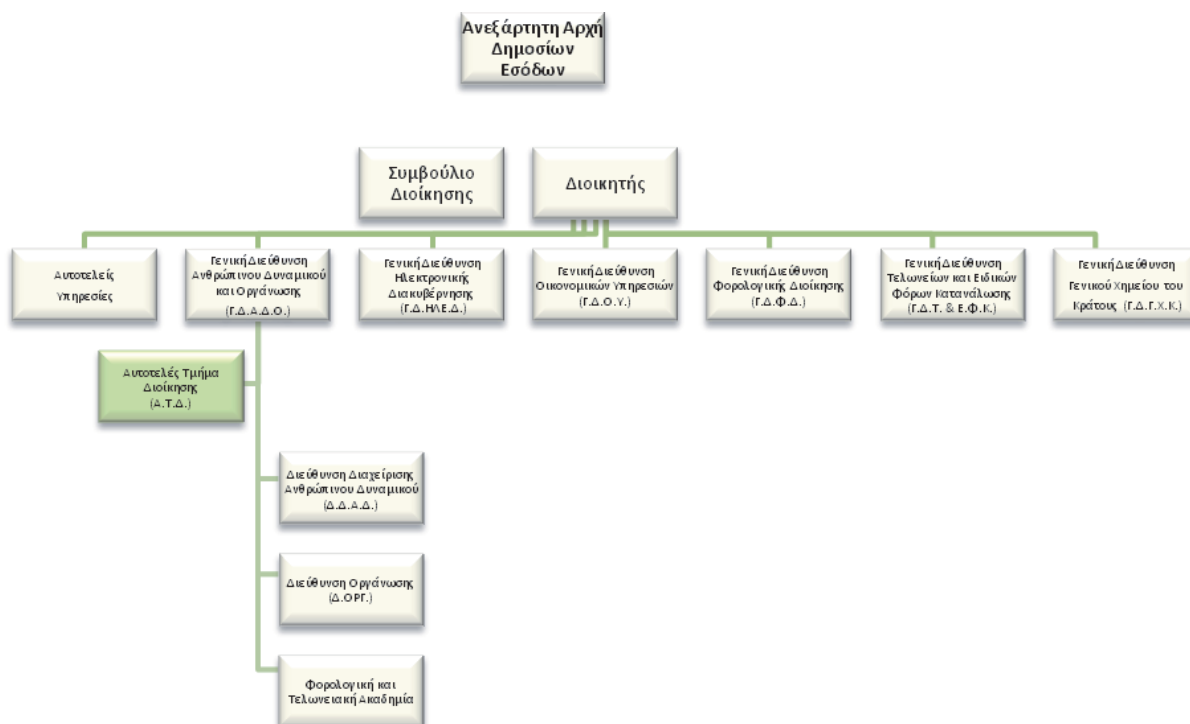 Ανεξάρτητη Αρχή
Δημοσίων
Εσόδων
Συμβούλιο
Διοίκησης
Διοικητής
Αυτοτελείς
Υπηρεσίες
Γενική Διεύθυνση
Ανθρώπινου Δυναμικού
και Οργάνωσης
(Γ.Δ.Α.Δ.Ο.)
Γενική Διεύθυνση
Ηλεκτρονικής
Διακυβέρνησης
(Γ.Δ.ΗΛΕ.Δ.)
Γενική Διεύθυνση
Οικονομικών Υπηρεσιών
(Γ.Δ.Ο.Υ.)
Γενική Διεύθυνση
Φορολογικής Διοίκησης
(Γ.Δ.Φ.Δ.)
Γενική Διεύθυνση
Τελωνείων και Ειδικών
Φόρων Κατανάλωσης
(Γ.Δ.Τ. & Ε.Φ.Κ.)
Γενική Διεύθυνση
Γενικού Χημείου του
Κράτους (Γ.Δ.Γ.Χ.Κ.)
Αυτοτελές Τμήμα
Διοίκησης
(Α.Τ.Δ.)
Διεύθυνση Διαχείρισης
Ανθρώπινου Δυναμικού
(Δ.Δ.Α.Δ.)
Διεύθυνση Οργάνωσης
(Δ.ΟΡΓ.)
Φορολογική και
Τελωνειακή Ακαδημία